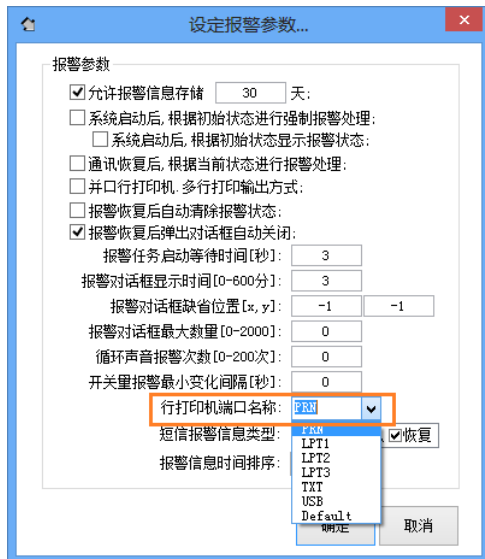 设定报警参数...
报警参数
允许报警信息存储 30 天;
系统启动后,根据初始状态进行强制报警处理;
系统启动后,根据初始状态显示报警状态;
通讯恢复后,根据当前状态进行报警处理;
并口行打印机.多行打印输出方式;
报警恢复后自动清除报警状态;
报警恢复后弹出对话框自动关闭;
报警任务启动等待时间[秒]: 3
报警对话框显示时间[0-600分]: 3
报警对话框缺省位置[x,y]: -1 -1
报警对话框最大数量[0-2000]: 0
循环声音报警次数[0-200次]: 0
开关量报警最小变化间隔[秒]: 0
行打印机端口名称: PRN
PRN
短信报警信息类型: 恢复
LPT1
LPT2
报警信息时间排序:
LPT3
TXT
USB
Default
确定 取消